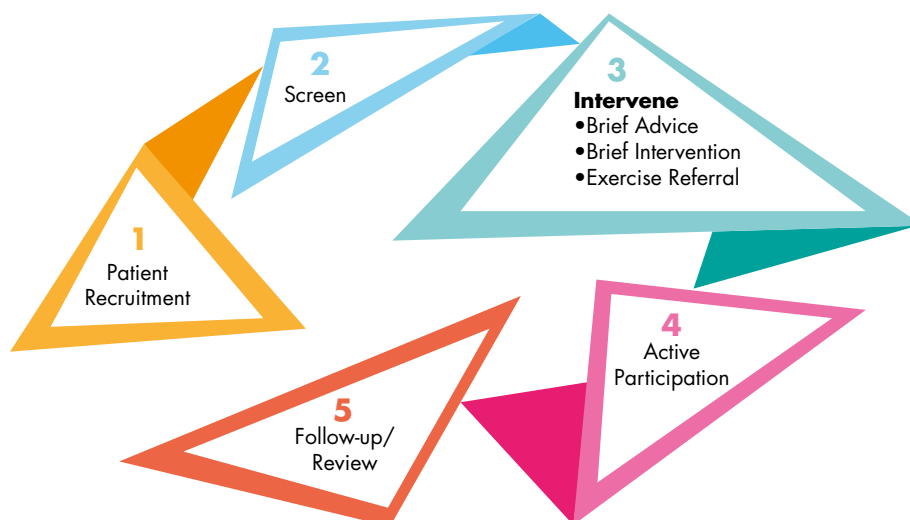 1
Patient
Recruitment
2
Screen
3
Intervene
•Brief Advice
•Brief Intervention
•Exercise Referral
4
Active
Participation
5
Follow-up/
Review